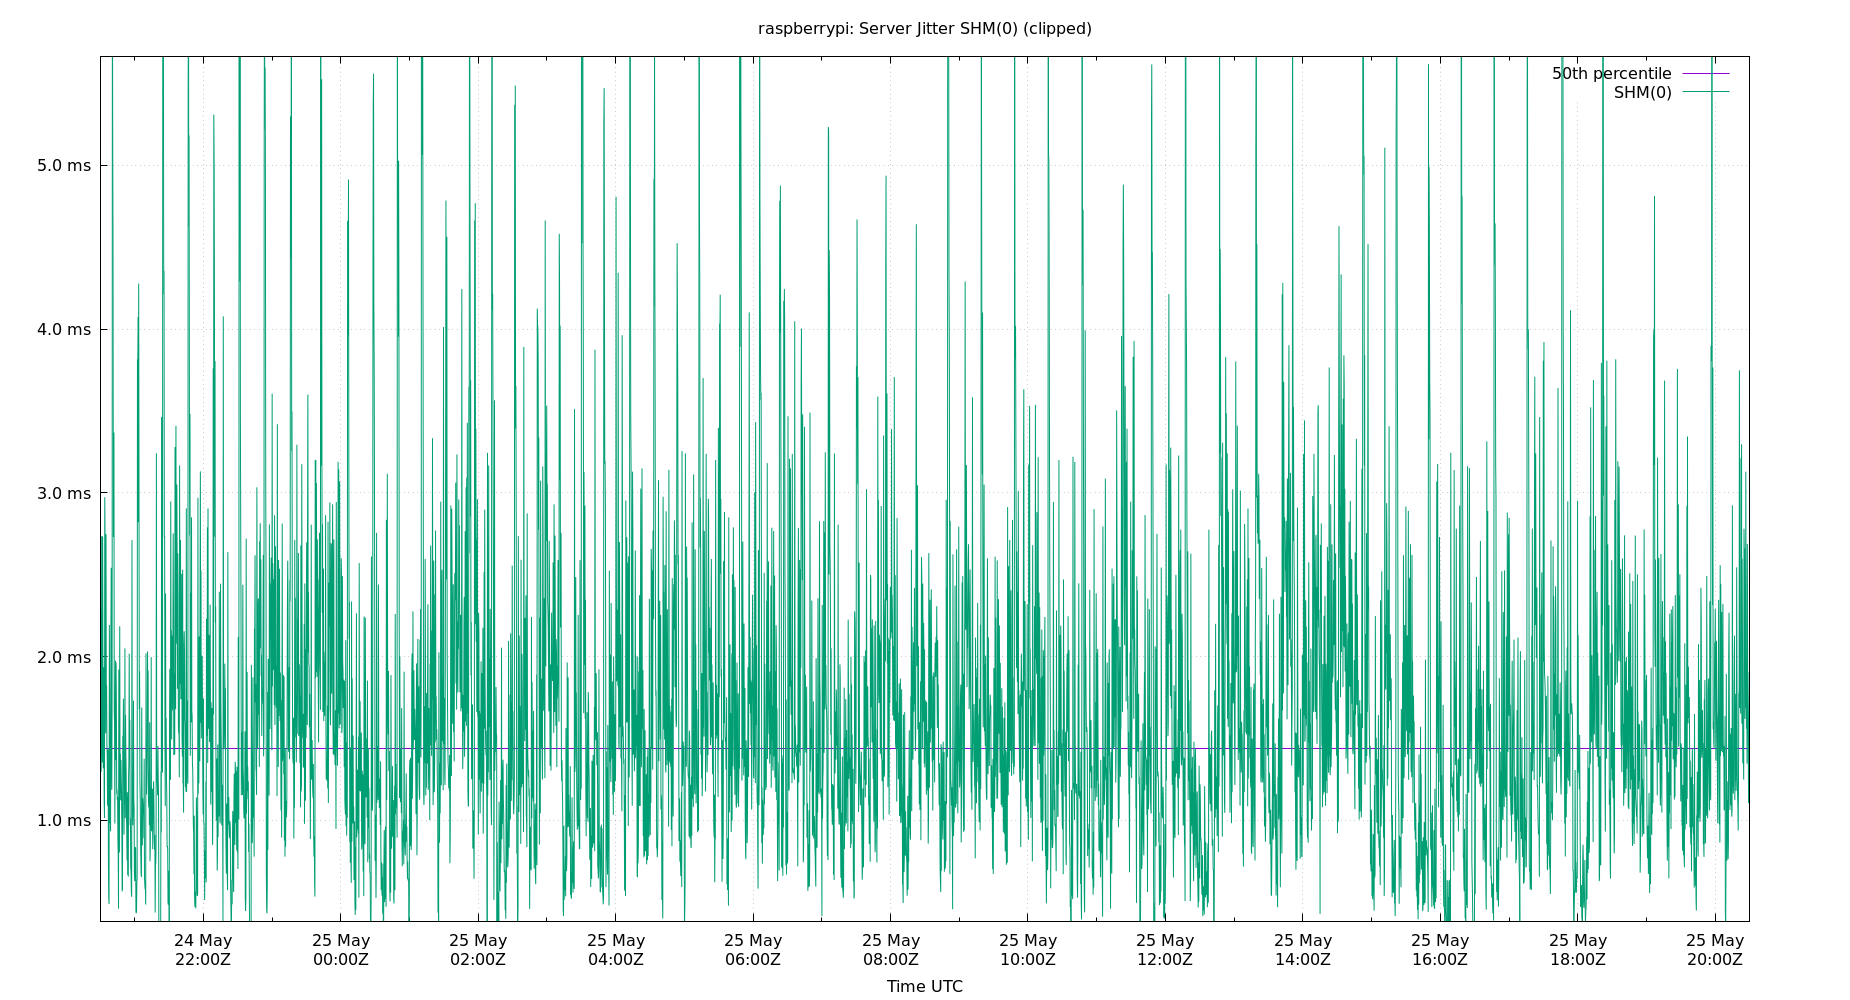 raspberrypi: Server Jitter SHM(0) (clipped)
50th percentile
SHM(0)
5.0 ms
4.0 ms
3.0 ms
2.0 ms
1.0 ms
24 May 25 May 25 May 25 May 25 May 25 May 25 May 25 May 25 May 25 May 25 May 25 May
22:00Z 00:00Z 02:00Z 04:00Z 06:00Z 08:00Z 10:00Z 12:00Z 14:00Z 16:00Z 18:00Z 20:00Z
Time UTC